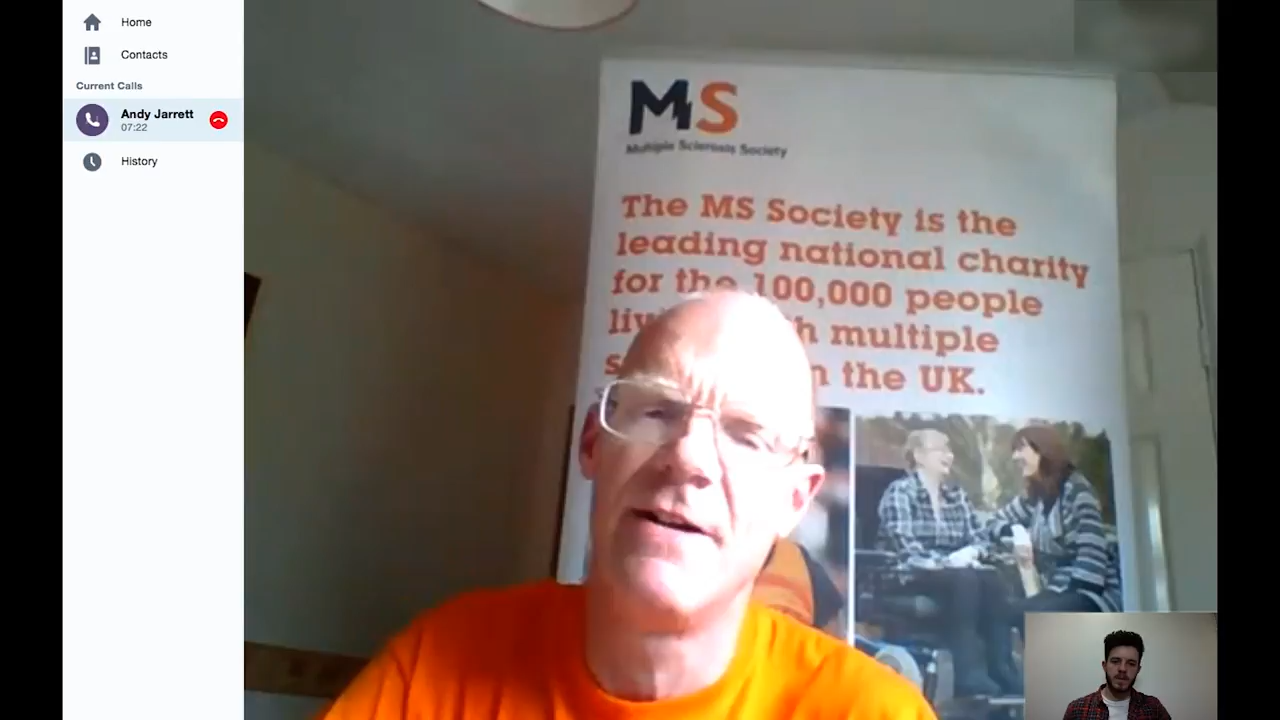 Home
Contacts
Current Calls
Andy Jarrett
07:22
History
MS
Multiple Sclerosis Society
The MS Society is the
leading national charity
for the 100,000 people
multiple
the UK.